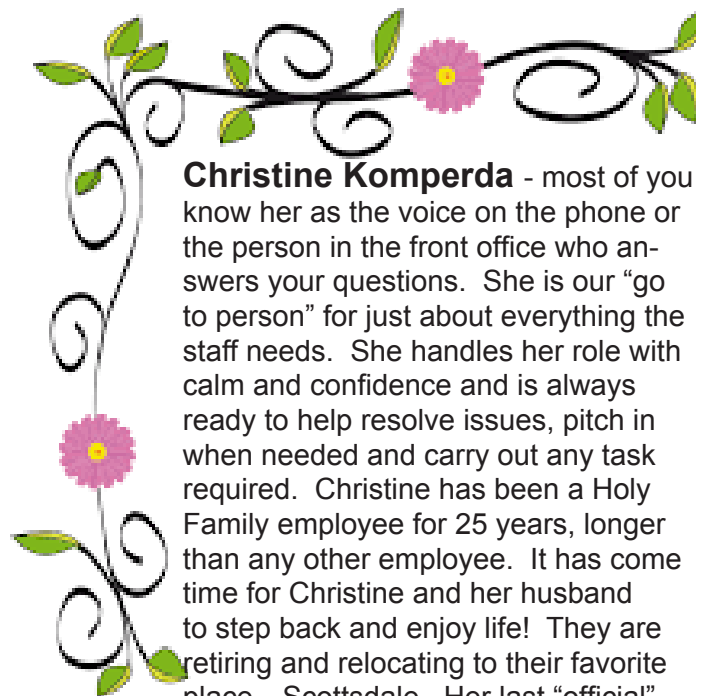 Christine Komperda - most of you
know her as the voice on the phone or
the person in the front office who an-
swers your questions.  She is our “go
to person” for just about everything the
staff needs.  She handles her role with
calm and confidence and is always
ready to help resolve issues, pitch in
when needed and carry out any task
required.  Christine has been a Holy
Family employee for 25 years, longer
than any other employee.  It has come
time for Christine and her husband
to step back and enjoy life!  They are
retiring and relocating to their favorite
place - Scottsdale.  Her last “official”